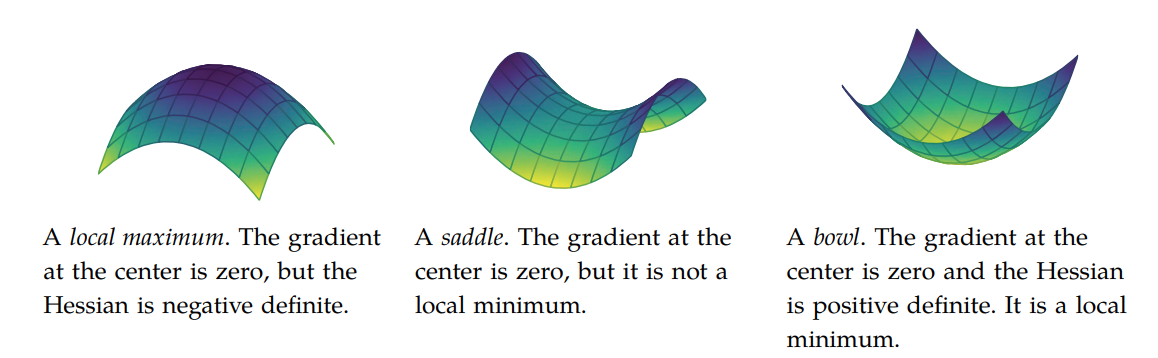 A local maximum. The gradient
at the center is zero, but the
Hessian is negative definite.
A saddle. The gradient at the
center is zero, but it is not a
local minimum.
A bowl. The gradient at the
center is zero and the Hessian
is positive definite. It is a local
minimum.